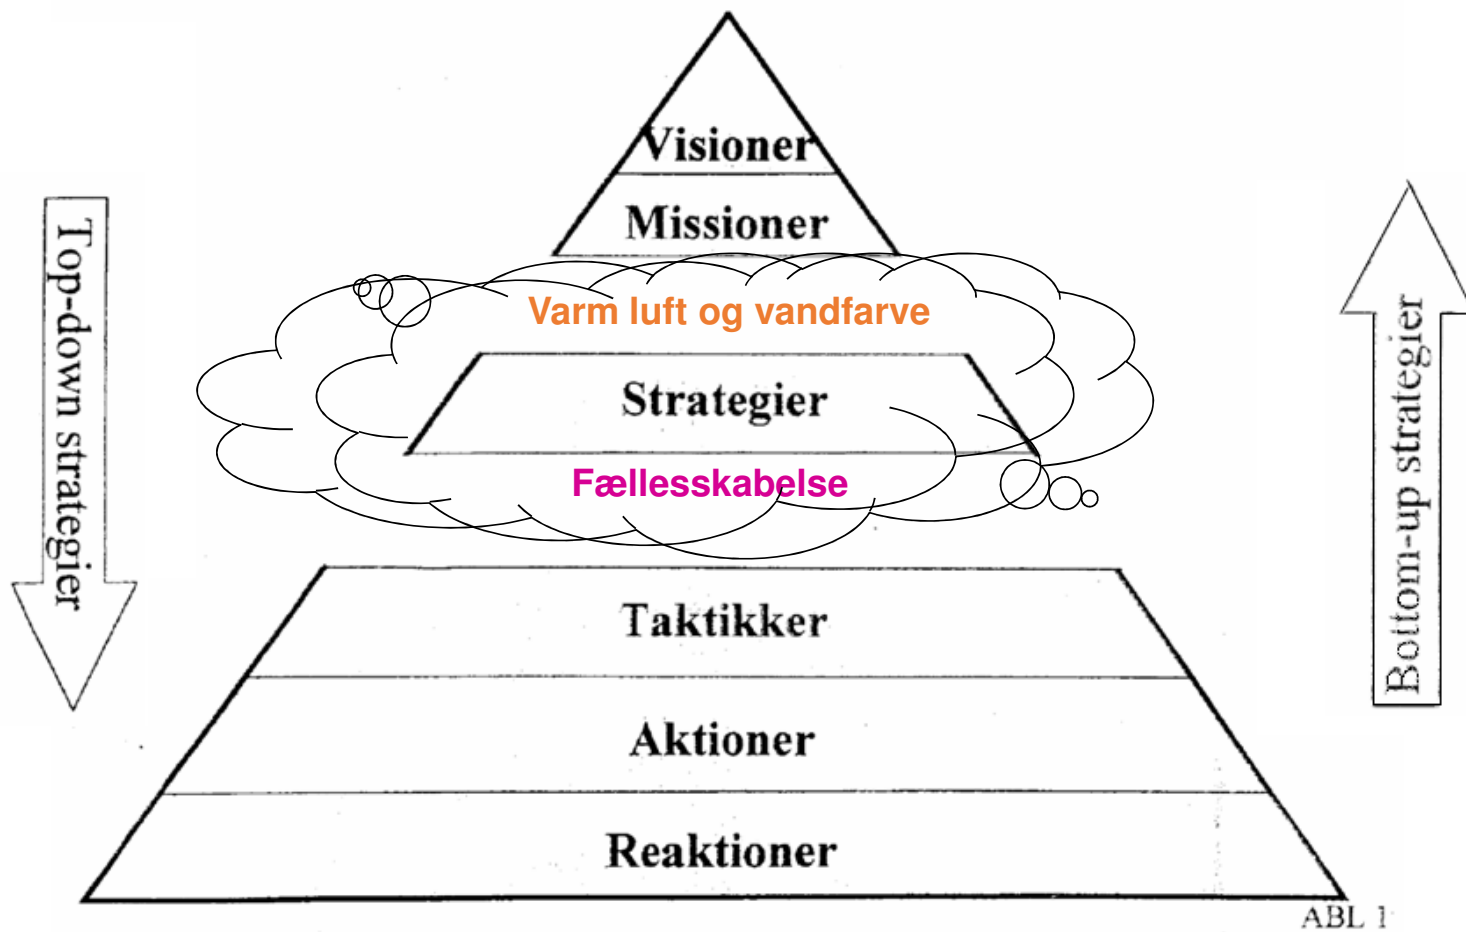 Visioner
Missioner
Varm luft og vandfarve
Strategier
Fællesskabelse
Taktikker
Aktioner
Reaktioner
Top-down strategier
Bottom-up strategier
ABL 1